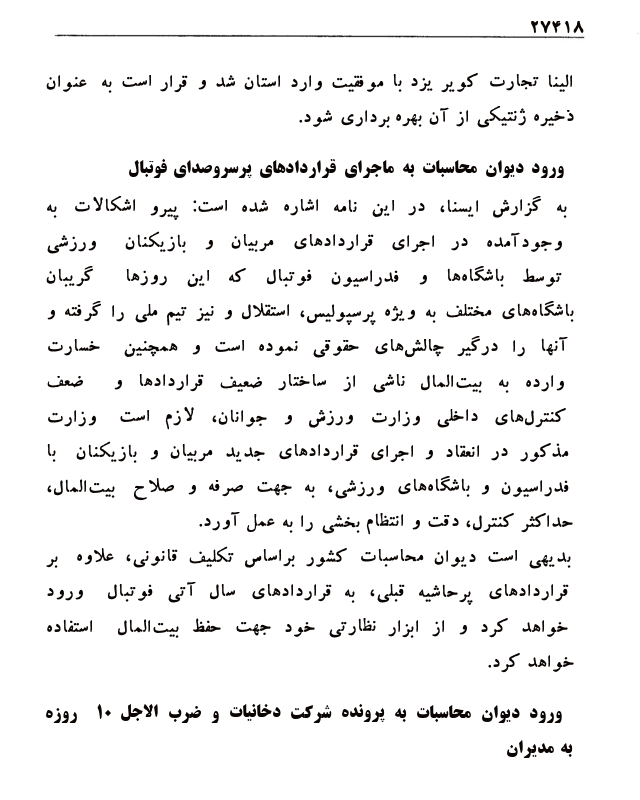 ۲۷۴۱۸
الینا تجارت کویر یزد با موفقیت وارد استان شد و قرار است به عنوان
ذخیره ژنتیکی از آن بهره برداری شود.
ورود دیوان محاسبات به ماجرای قراردادهای پرسروصدای فوتبال
به گزارش ایسنا، در این نامه اشاره شده است: پیرو اشکالات به
وجودآمده در اجرای قراردادهای مربیان و بازیکنان ورزشی
توسط باشگاه‌ها و فدراسیون فوتبال که این روزها گریبان
باشگاه‌های مختلف به ویژه پرسپولیس، استقلال و نیز تیم ملی را گرفته و
آنها را درگیر چالش‌های حقوقی نموده است و همچنین خسارت
وارده به بیت‌المال ناشی از ساختار ضعیف قراردادها و ضعف
کنترل‌های داخلی وزارت ورزش و جوانان، لازم است وزارت
مذکور در انعقاد و اجرای قراردادهای جدید مربیان و بازیکنان با
فدراسیون و باشگاه‌های ورزشی، به جهت صرفه و صلاح بیت‌المال،
حداکثر کنترل، دقت و انتظام بخشی را به عمل آورد.
بدیهی است دیوان محاسبات کشور براساس تکلیف قانونی، علاوه بر
قراردادهای پرحاشیه قبلی، به قراردادهای سال آتی فوتبال ورود
خواهد کرد و از ابزار نظارتی خود جهت حفظ بیت‌المال استفاده
خواهد کرد.
ورود دیوان محاسبات به پرونده شرکت دخانیات و ضرب الاجل ۱۰ روزه
به مدیران